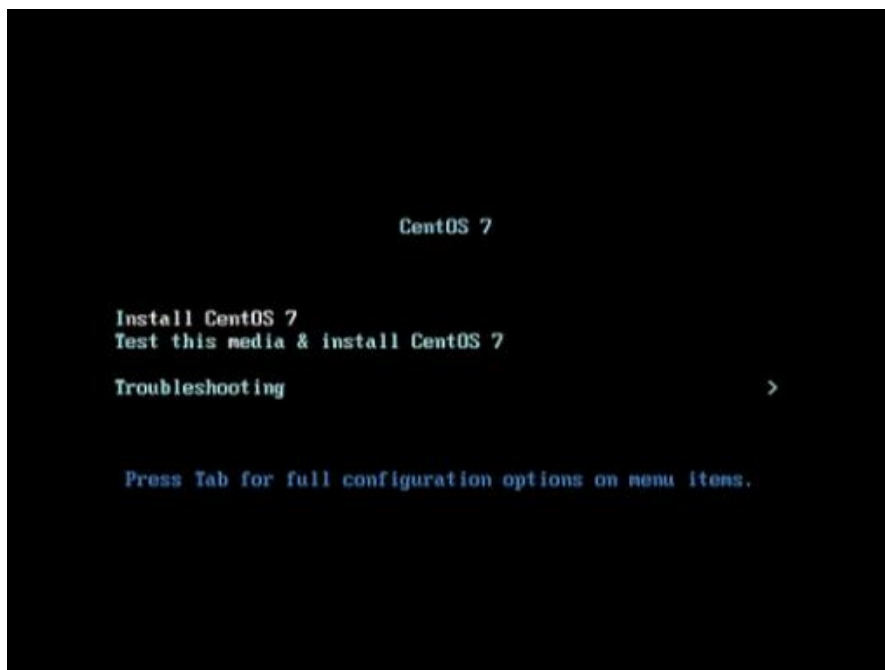 CentOS 7
Install CentOS 7
Test this media & install CentOS 7
Troubleshooting >
Press Tab for full configuration options on menu items.